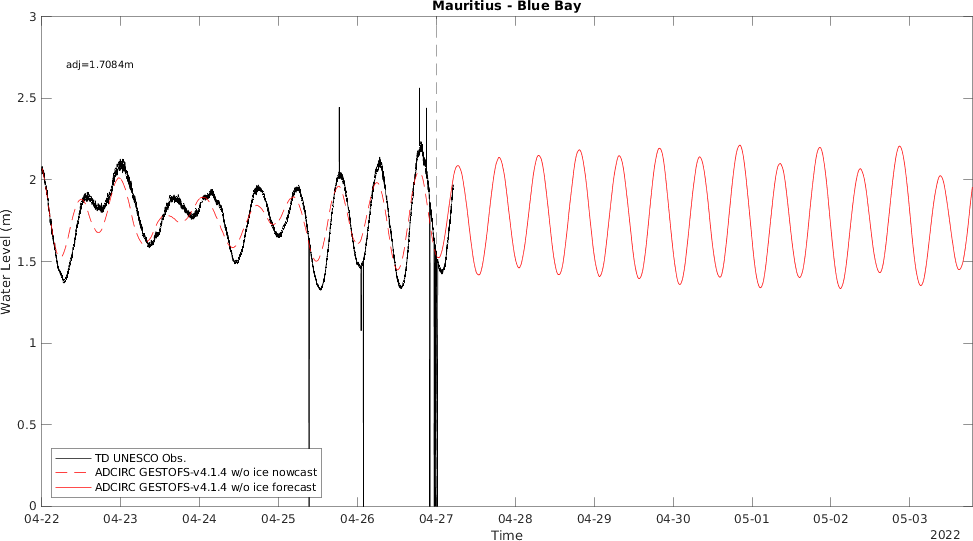 Mauritius - Blue Bay
3
adj=1.7084m
2.5
2
1.5
1
0.5
0
Water Level (m)
TD UNESCO Obs.
ADCIRC GESTOFS-v4.1.4 w/o ice nowcast
ADCIRC GESTOFS-v4.1.4 w/o ice forecast
04-22 04-23 04-24 04-25 04-26 04-27 04-28 04-29 04-30 05-01 05-02 05-03
Time
2022